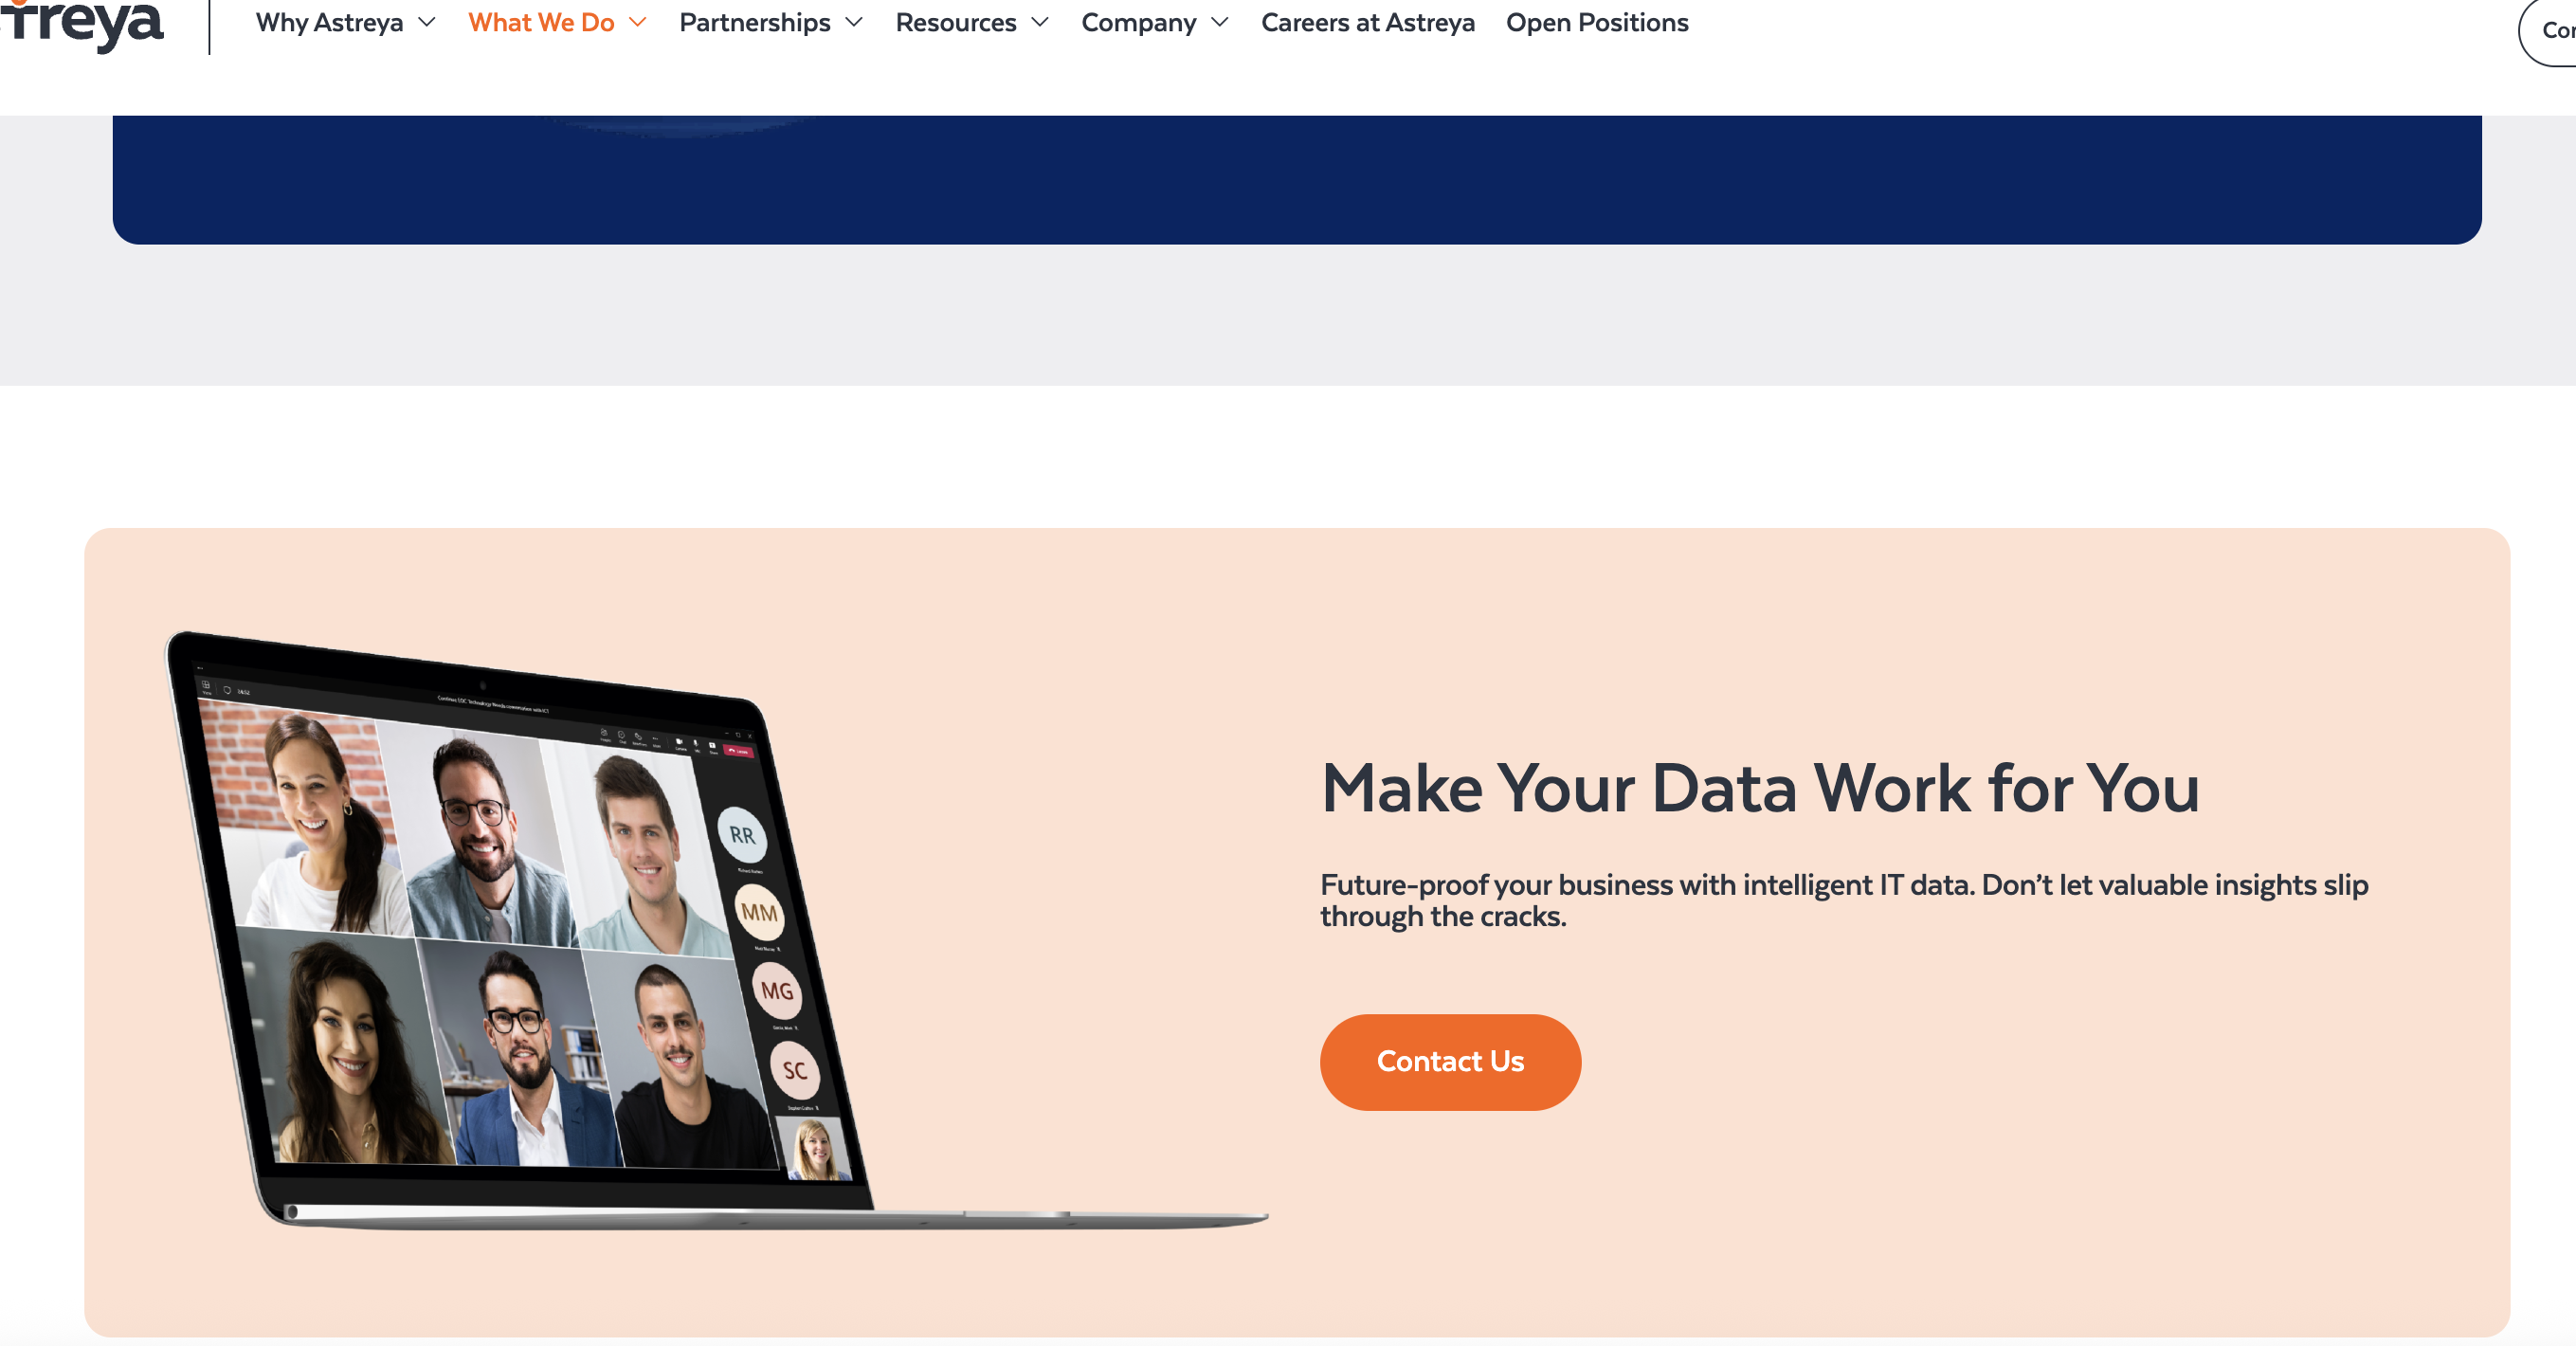 treya
Why Astreya What We Do Partnerships Resources Company Careers at Astreya Open Positions
Make Your Data Work for You
Future-proof your business with intelligent IT data. Don’t let valuable insights slip
through the cracks.
Contact Us
RR
MM
MG
SC